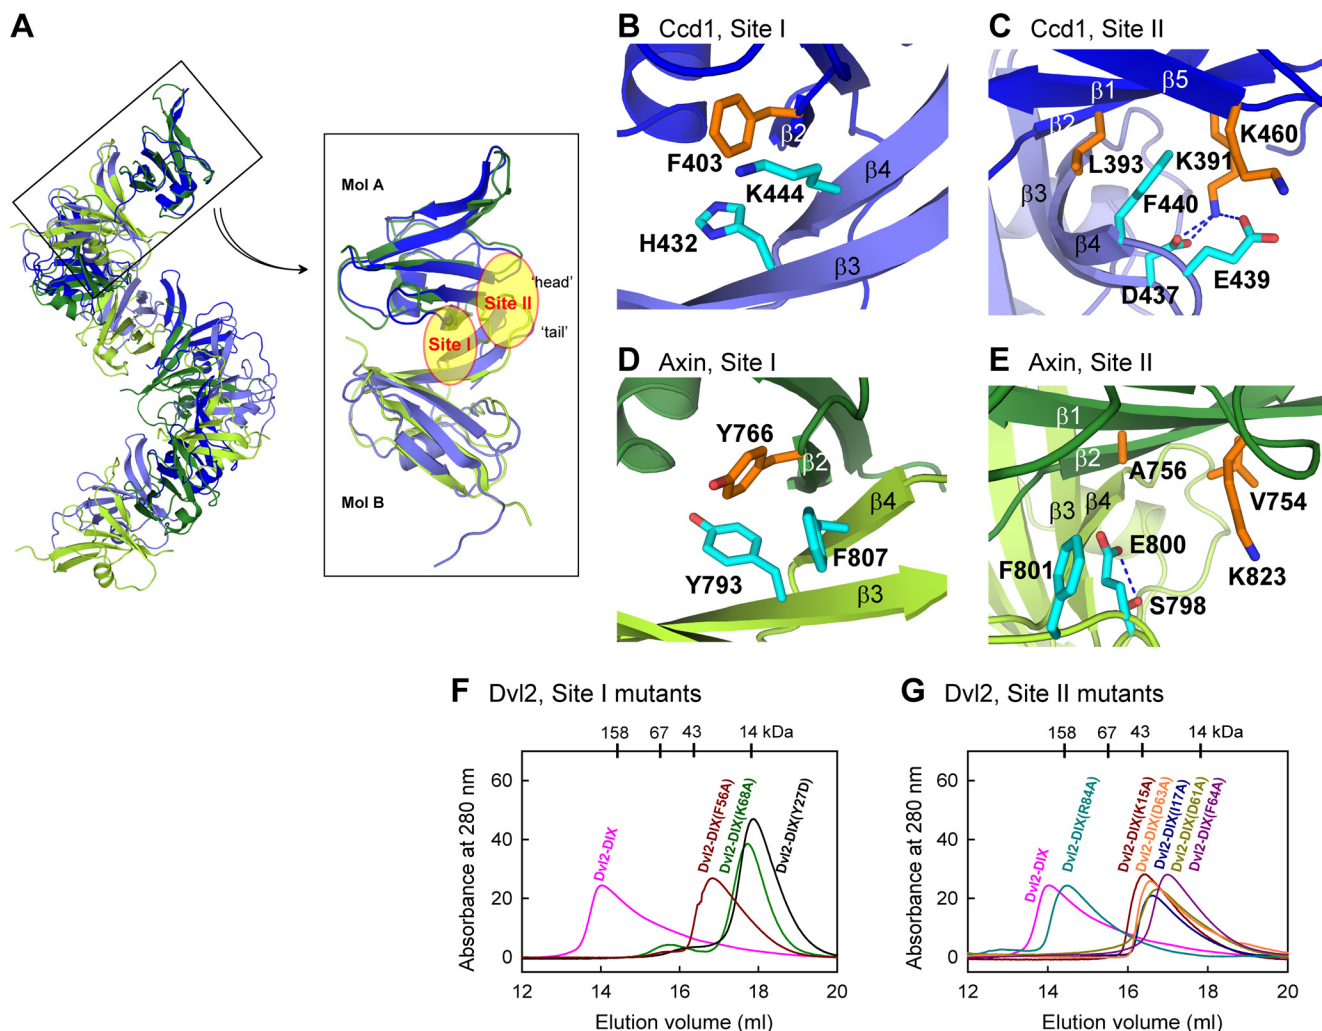 A
Mol A
'head'
Site II
Site I
'tail'
Mol B
B Ccd1, Site I
F403
β2
K444
β4
H432
β3
C Ccd1, Site II
β1
β5
β2
K460
L393
K391
β3
F440
β4
E439
D437
D Axin, Site I
Y766
β2
β4
F807
Y793
β3
E Axin, Site II
β1
β2
A756
β3
β4
V754
E800
F801
K823
S798
F Dvl2, Site I mutants
158 67 43 14 kDa
Absorbance at 280 nm
60
40
20
0
Dvl2-DIX
Dvl2-DIX(F56A)
Dvl2-DIX(K68A)
Dvl2-DIX(Y27D)
12 14 16 18 20
Elution volume (ml)
G Dvl2, Site II mutants
158 67 43 14 kDa
Absorbance at 280 nm
60
40
20
0
Dvl2-DIX
Dvl2-DIX(R84A)
Dvl2-DIX(K15A)
Dvl2-DIX(D63A)
Dvl2-DIX(I17A)
Dvl2-DIX(D61A)
Dvl2-DIX(F64A)
12 14 16 18 20
Elution volume (ml)